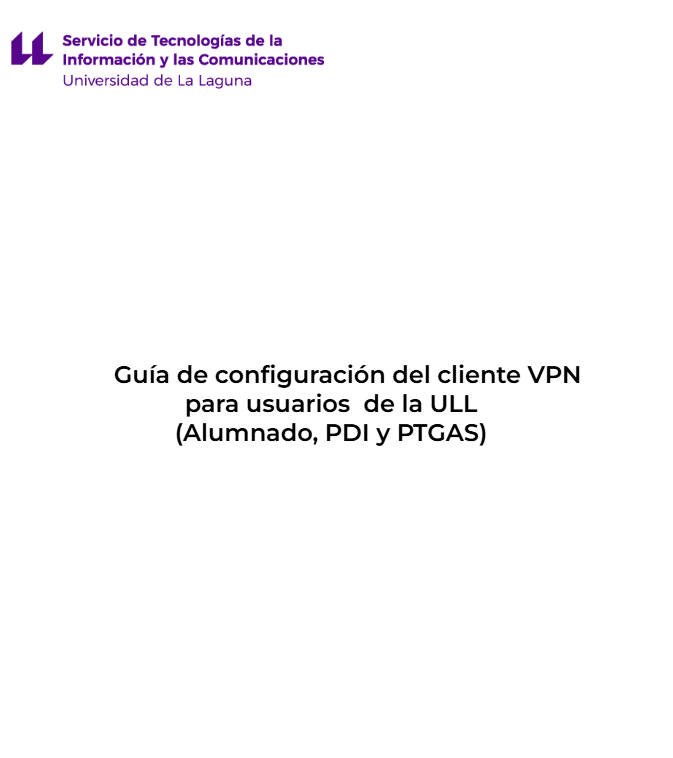 Servicio de Tecnologías de la
Información y las Comunicaciones
Universidad de La Laguna
Guía de configuración del cliente VPN
para usuarios  de la ULL
(Alumnado, PDI y PTGAS)